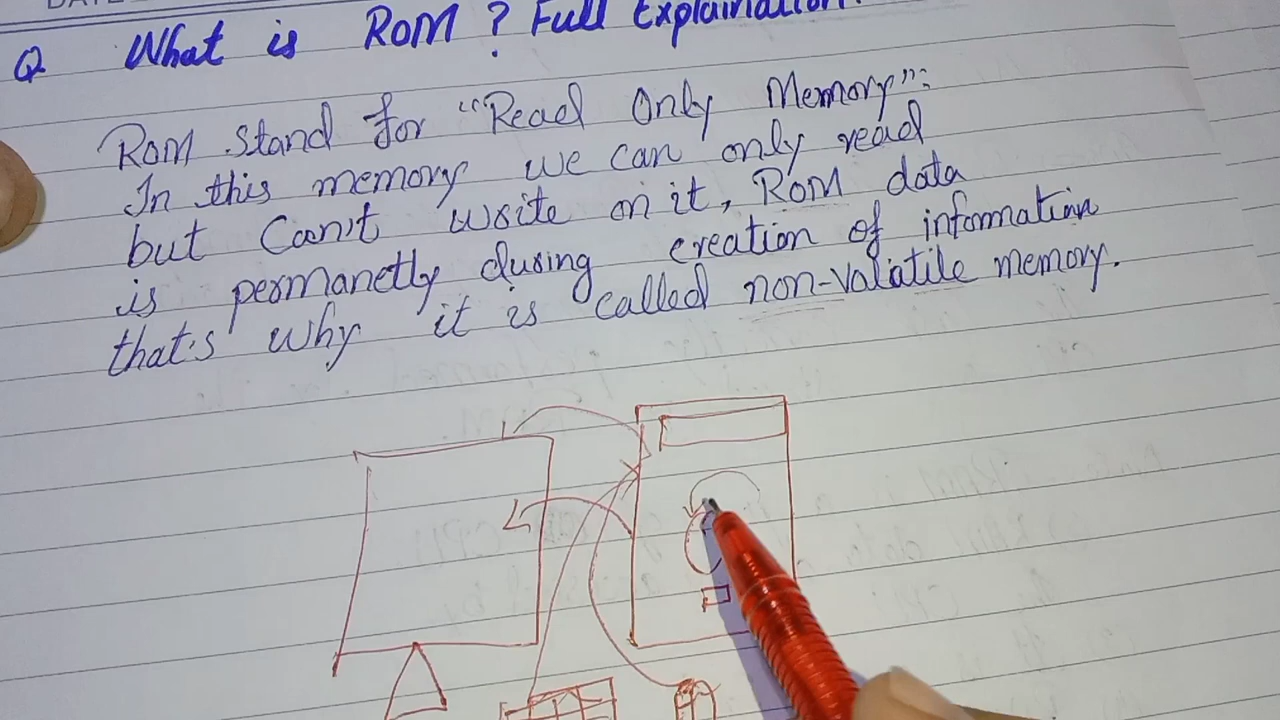 DATE
Q What is ROM? Full Explaination.
ROM stand for "Read Only Memory":
In this memory we can only read
but can't write on it, ROM data
is permanetly during creation of information
that's why it is called non-valatile memory.